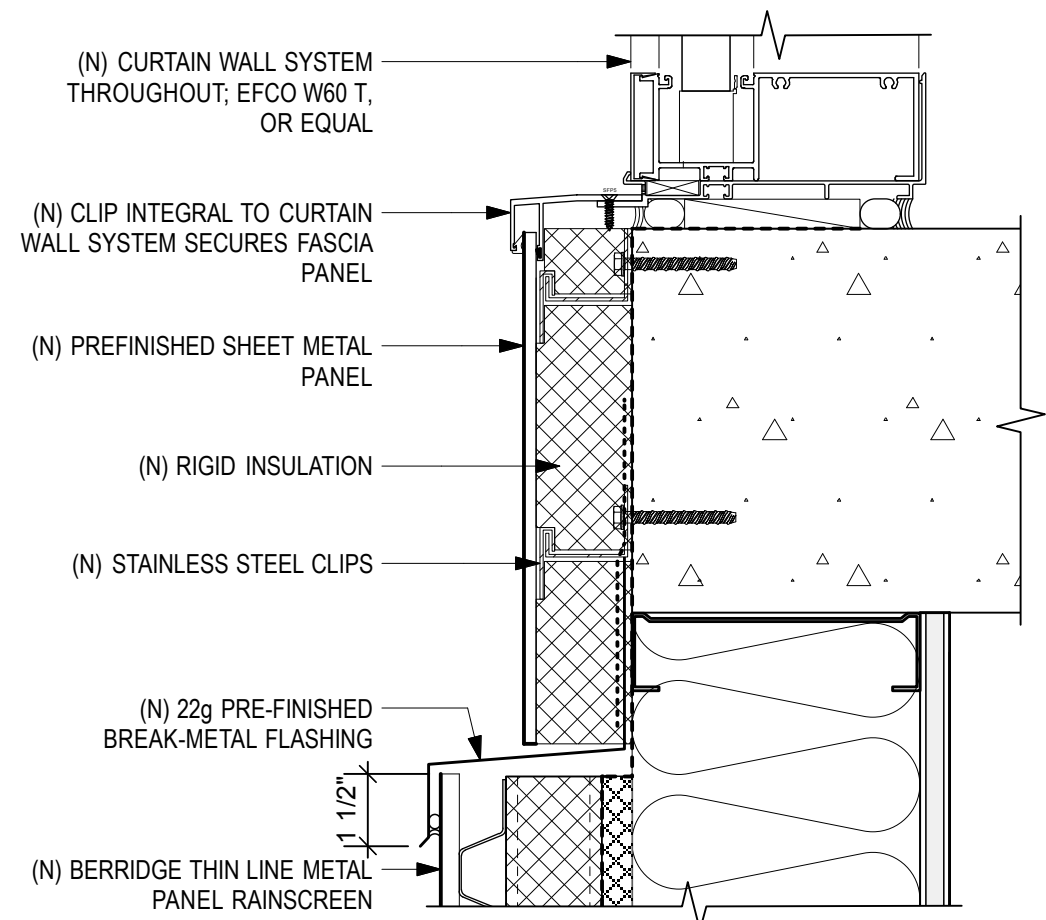 (N) CURTAIN WALL SYSTEM
THROUGHOUT; EFCO W60 T,
OR EQUAL
SFPS
(N) CLIP INTEGRAL TO CURTAIN
WALL SYSTEM SECURES FASCIA
PANEL
(N) PREFINISHED SHEET METAL
PANEL
(N) RIGID INSULATION
(N) STAINLESS STEEL CLIPS
(N) 22g PRE-FINISHED
BREAK-METAL FLASHING
1 1/2"
(N) BERRIDGE THIN LINE METAL
PANEL RAINSCREEN